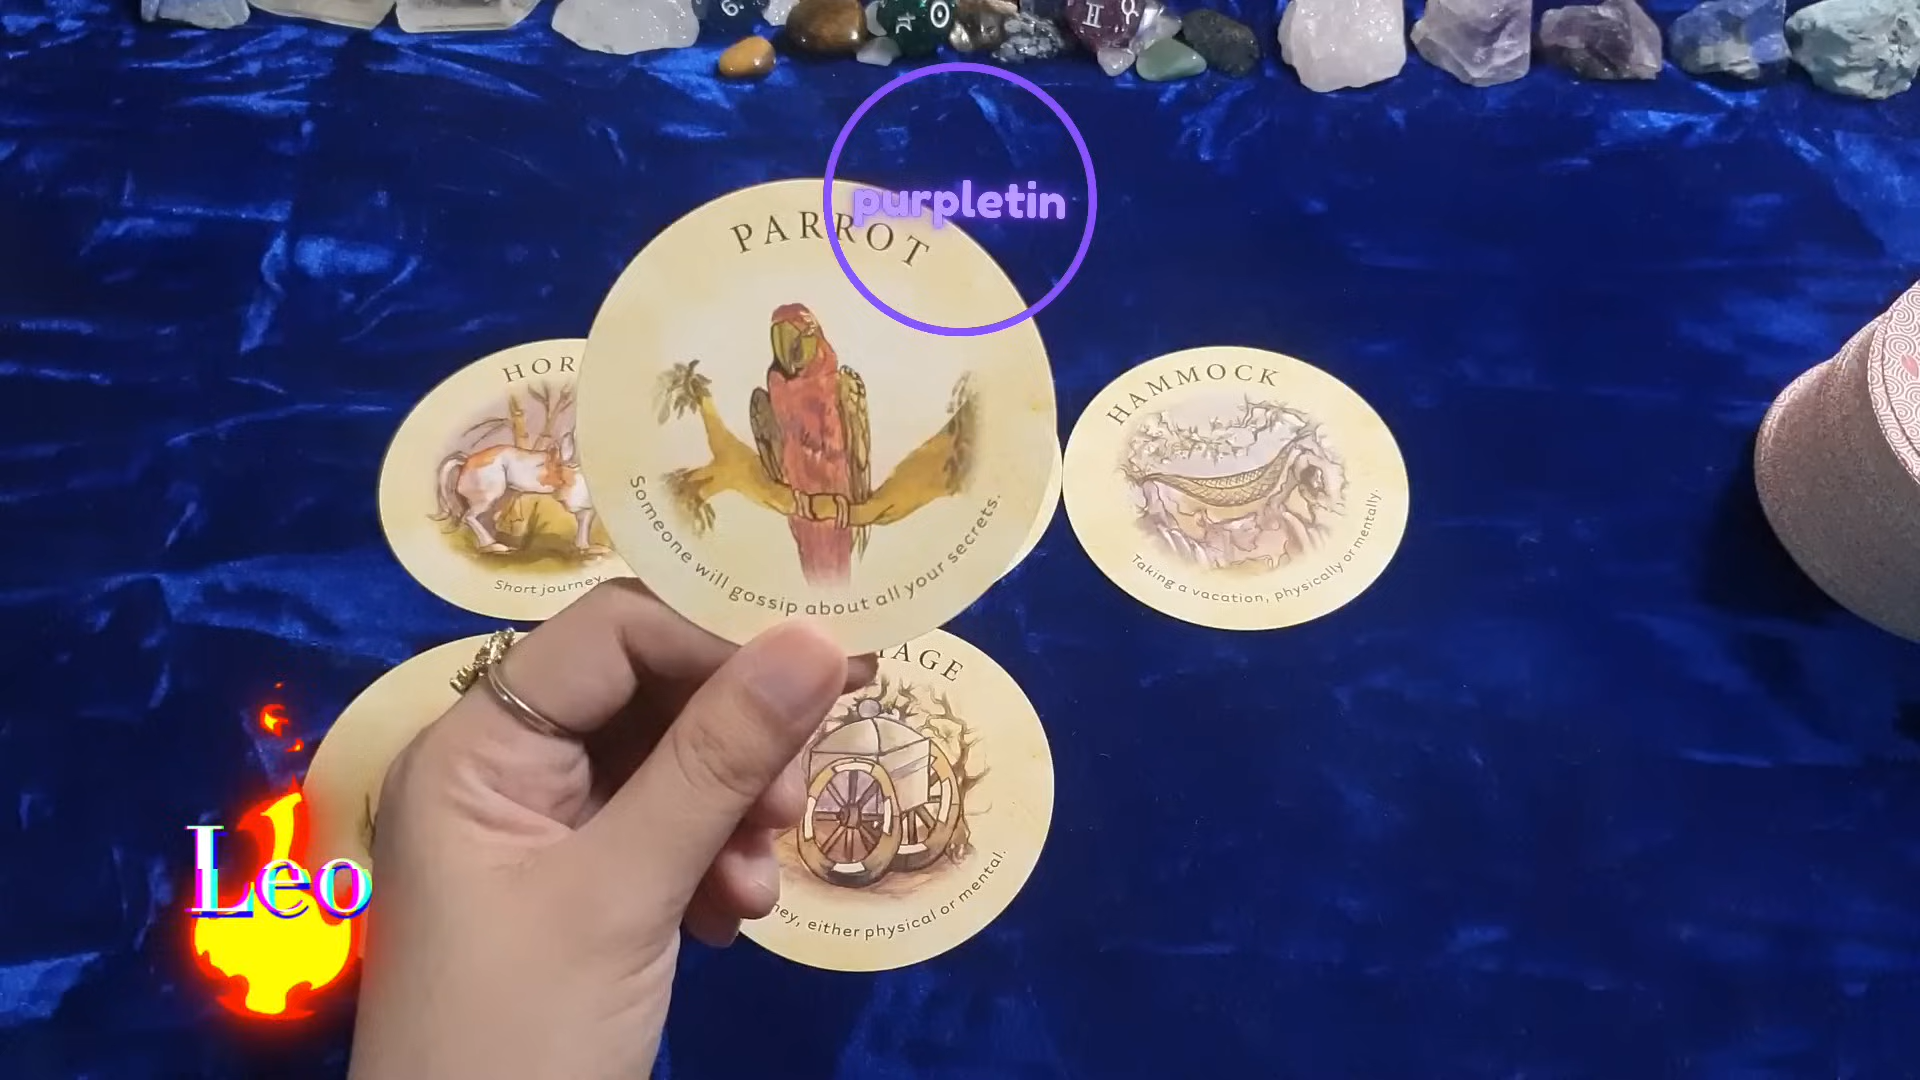 purpletin
PARROT
Someone will gossip about all your secrets.
HOR
Short journey.
HAMMOCK
Taking a vacation, physically or mentally.
IAGE
ney, either physical or mental.
Leo